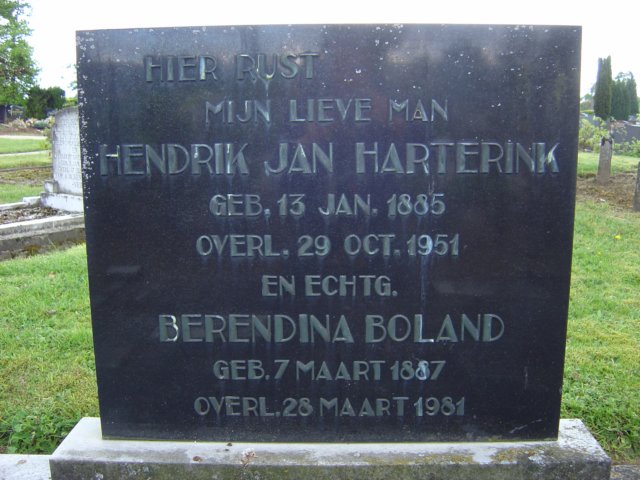 HIER RUST
MIJN LIEVE MAN
HENDRIK JAN HARTERINK
GEB. 13 JAN. 1885
OVERL. 29 OCT. 1951
EN ECHTG.
BERENDINA BOLAND
GEB. 7 MAART 1887
OVERL. 28 MAART 1981